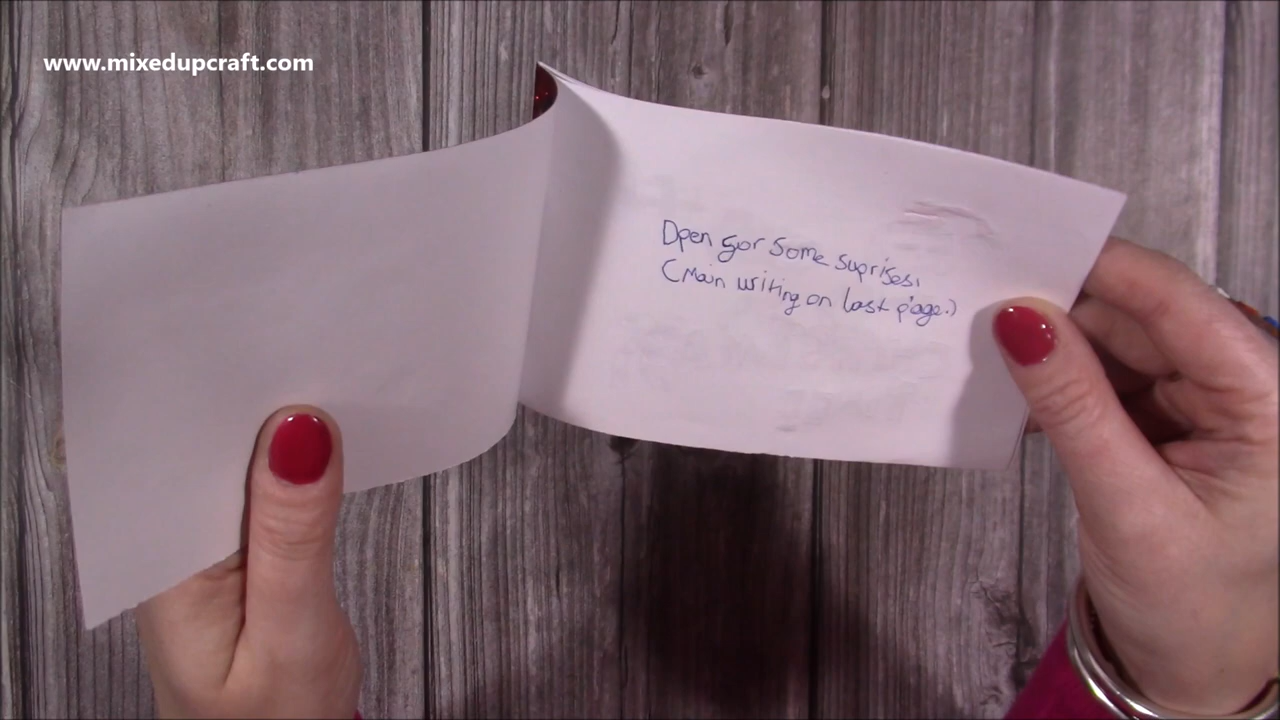 www.mixedupcraft.com
Open for some suprises.
(Main writing on last page.)